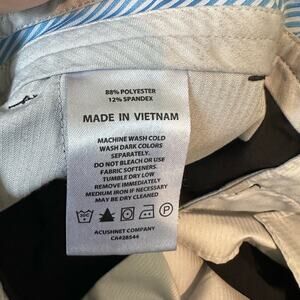 88% POLYESTER
12% SPANDEX
MADE IN VIETNAM
MACHINE WASH COLD
WASH DARK COLORS
SEPARATELY.
DO NOT BLEACH OR USE
FABRIC SOFTENERS.
TUMBLE DRY LOW
REMOVE IMMEDIATELY
MEDIUM IRON IF NECESSARY
MAY BE DRY CLEANED
ACUSHNET COMPANY
CA#28544